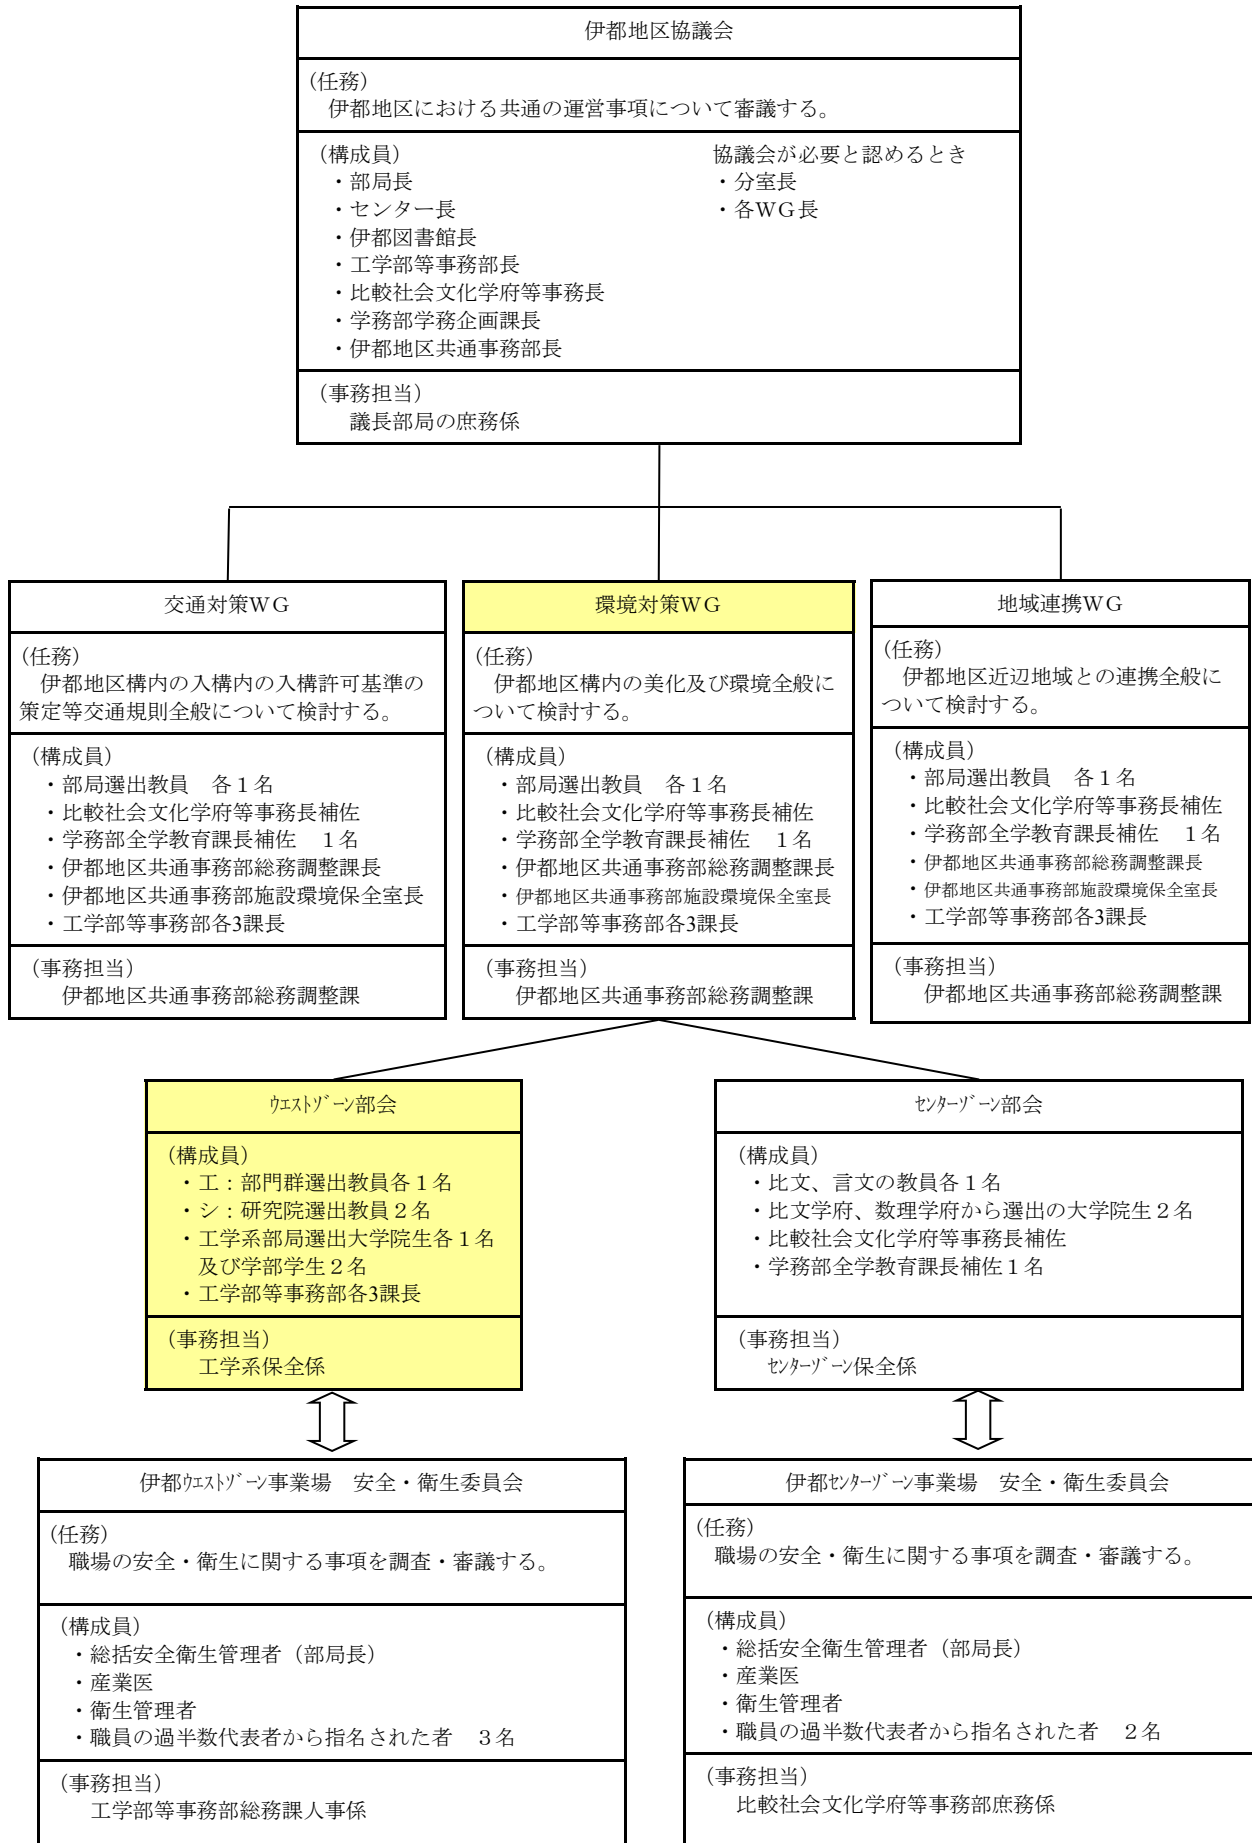 伊都地区協議会
(任務)
伊都地区における共通の運営事項について審議する。
(構成員)
・部局長
・センター長
・伊都図書館長
・工学部等事務部長
・比較社会文化学府等事務長
・学務部学務企画課長
・伊都地区共通事務部長
協議会が必要と認めるとき
・分室長
・各WG長
(事務担当)
議長部局の庶務係
交通対策WG
(任務)
伊都地区構内の入構内の入構許可基準の
策定等交通規則全般について検討する。
(構成員)
・部局選出教員 各1名
・比較社会文化学府等事務長補佐
・学務部全学教育課長補佐 1名
・伊都地区共通事務部総務調整課長
・伊都地区共通事務部施設環境保全室長
・工学部等事務部各3課長
(事務担当)
伊都地区共通事務部総務調整課
環境対策WG
(任務)
伊都地区構内の美化及び環境全般に
ついて検討する。
(構成員)
・部局選出教員 各1名
・比較社会文化学府等事務長補佐
・学務部全学教育課長補佐 1名
・伊都地区共通事務部総務調整課長
・伊都地区共通事務部施設環境保全室長
・工学部等事務部各3課長
(事務担当)
伊都地区共通事務部総務調整課
地域連携WG
(任務)
伊都地区近辺地域との連携全般に
ついて検討する。
(構成員)
・部局選出教員 各1名
・比較社会文化学府等事務長補佐
・学務部全学教育課長補佐 1名
・伊都地区共通事務部総務調整課長
・伊都地区共通事務部施設環境保全室長
・工学部等事務部各3課長
(事務担当)
伊都地区共通事務部総務調整課
ウエストゾーン部会
(構成員)
・工:部門群選出教員各1名
・シ:研究院選出教員2名
・工学系部局選出大学院生各1名
及び学部学生2名
・工学部等事務部各3課長
(事務担当)
工学系保全係
センターゾーン部会
(構成員)
・比文、言文の教員各1名
・比文学府、数理学府から選出の大学院生2名
・比較社会文化学府等事務長補佐
・学務部全学教育課長補佐1名
(事務担当)
センターゾーン保全係
伊都ウエストゾーン事業場 安全・衛生委員会
(任務)
職場の安全・衛生に関する事項を調査・審議する。
(構成員)
・総括安全衛生管理者(部局長)
・産業医
・衛生管理者
・職員の過半数代表者から指名された者 3名
(事務担当)
工学部等事務部総務課人事係
伊都センターゾーン事業場 安全・衛生委員会
(任務)
職場の安全・衛生に関する事項を調査・審議する。
(構成員)
・総括安全衛生管理者(部局長)
・産業医
・衛生管理者
・職員の過半数代表者から指名された者 2名
(事務担当)
比較社会文化学府等事務部庶務係